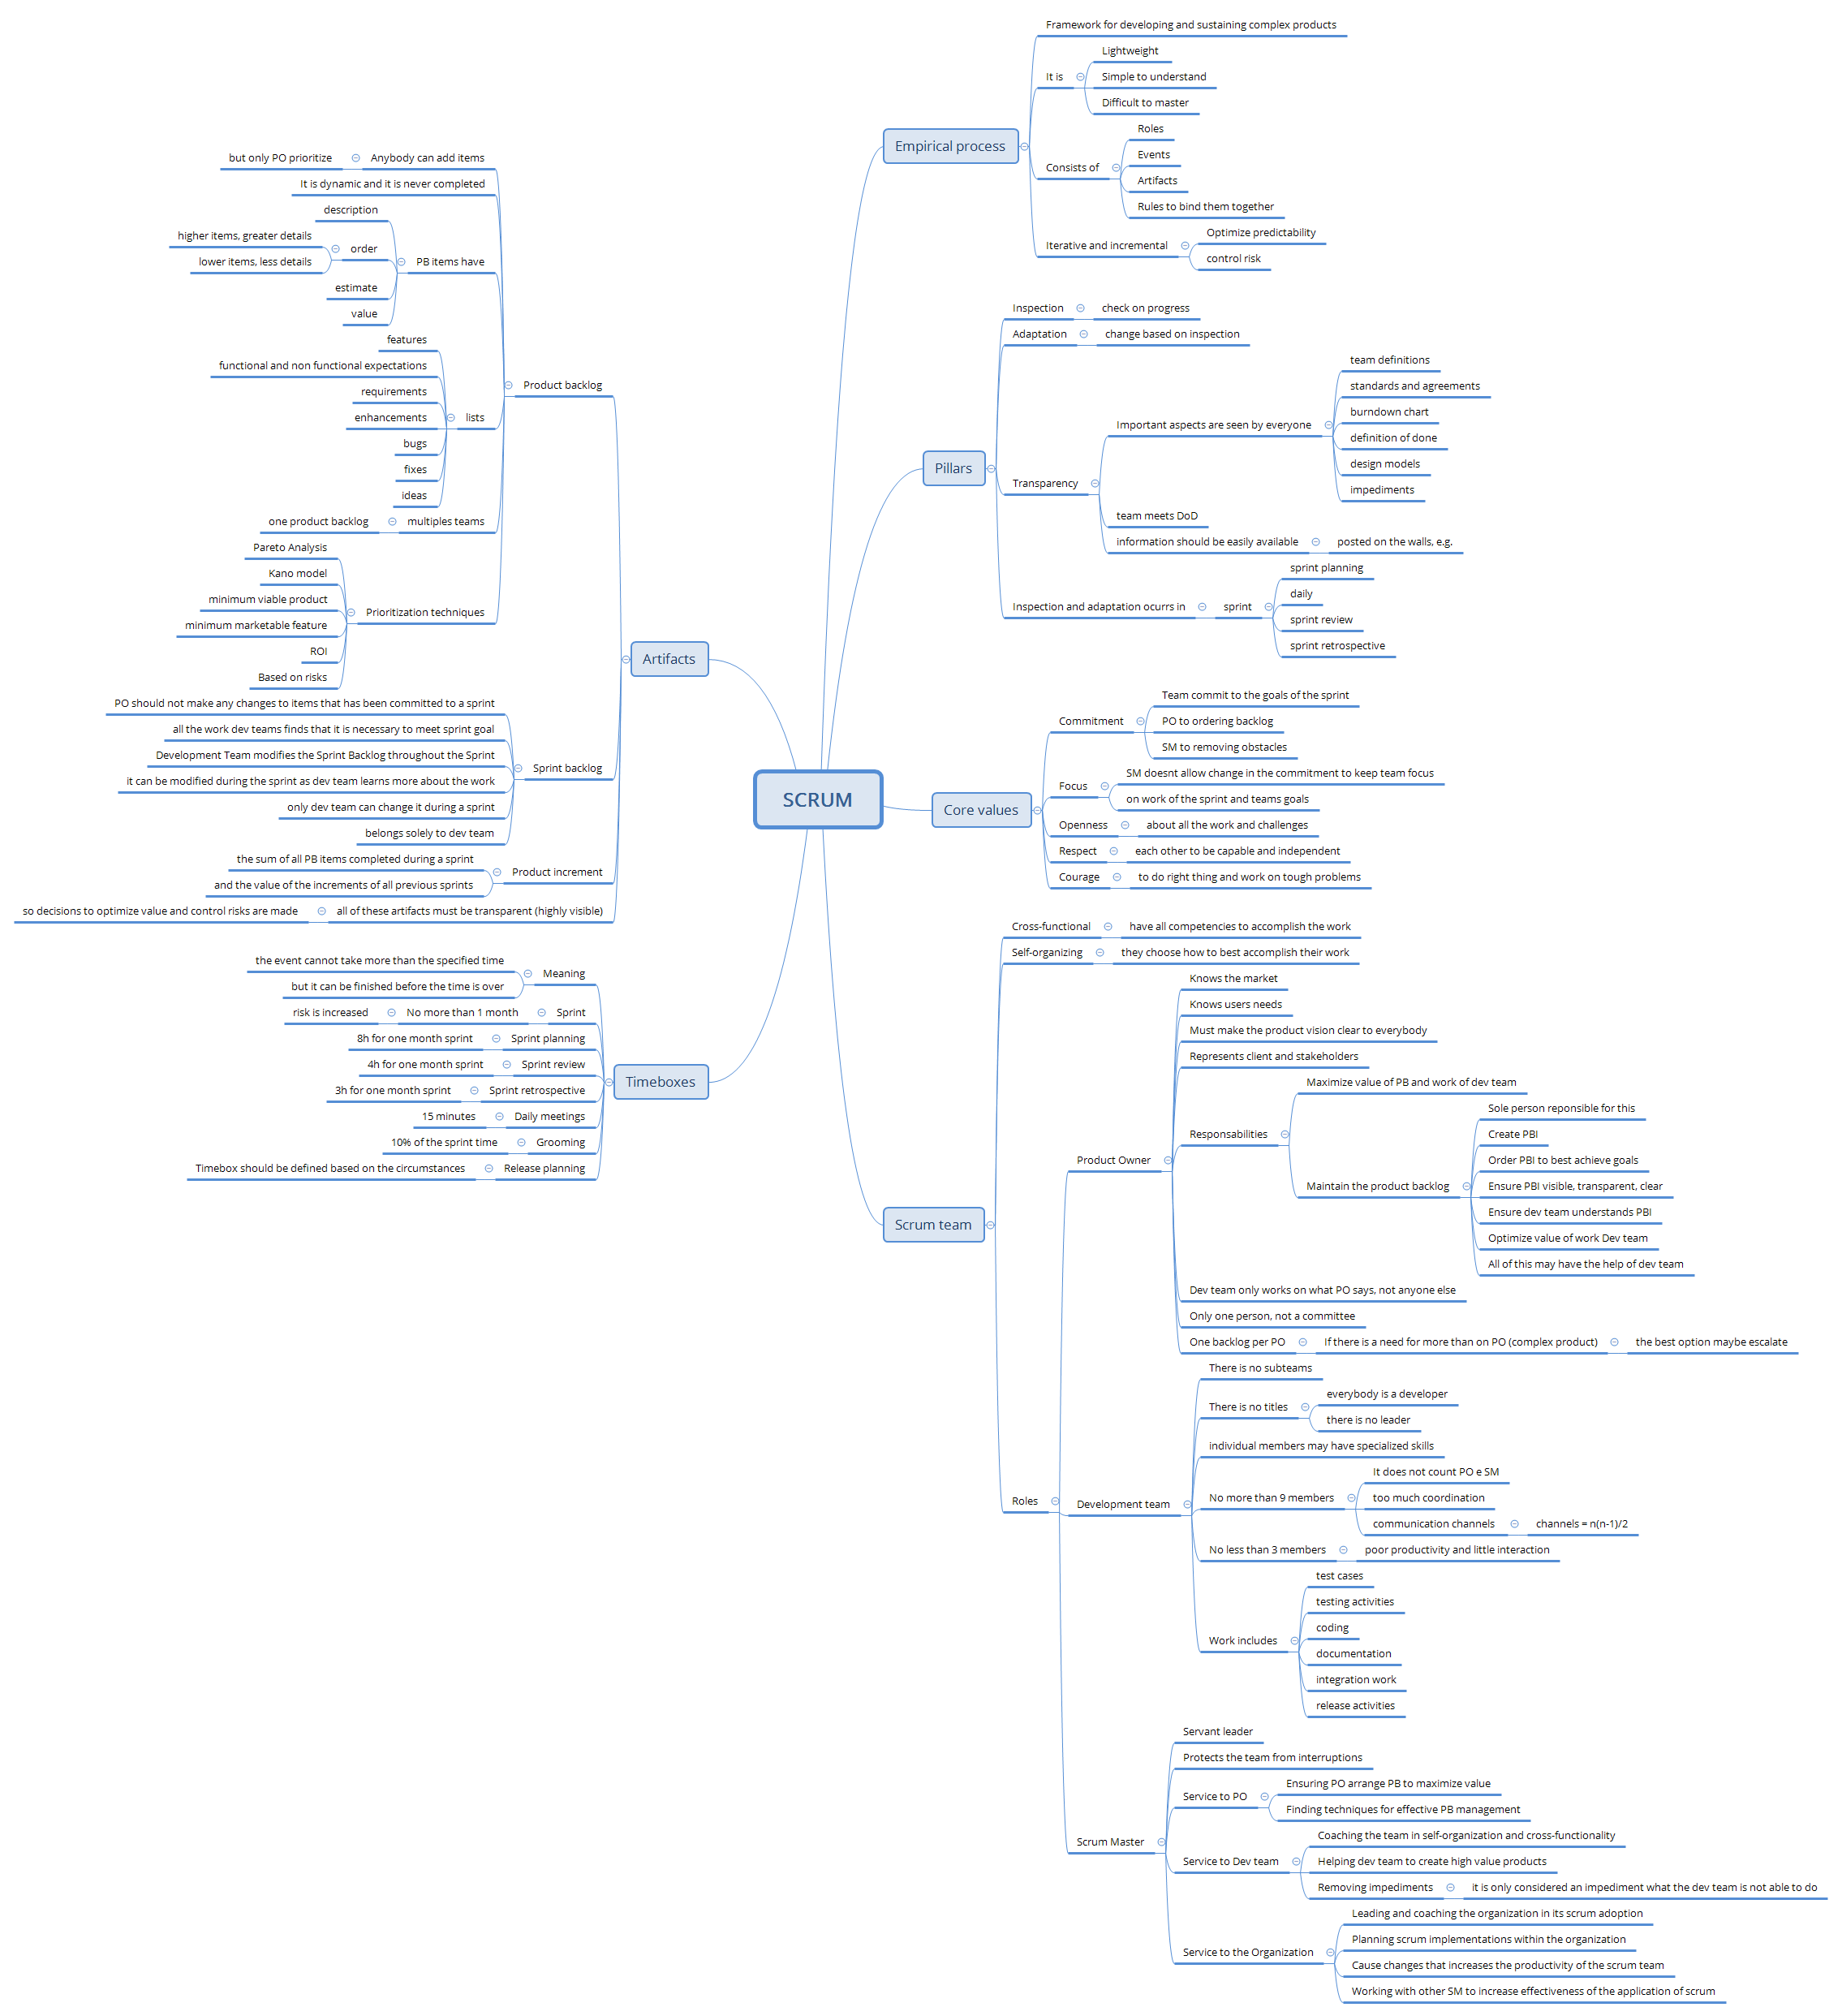 SCRUM
Empirical process
Framework for developing and sustaining complex products
It is
Lightweight
Simple to understand
Difficult to master
Consists of
Roles
Events
Artifacts
Rules to bind them together
Iterative and incremental
Optimize predictability
control risk
Pillars
Inspection
check on progress
Adaptation
change based on inspection
Transparency
Important aspects are seen by everyone
team definitions
standards and agreements
burndown chart
definition of done
design models
impediments
team meets DoD
information should be easily available
posted on the walls, e.g.
Inspection and adaptation ocurrs in
sprint
sprint planning
daily
sprint review
sprint retrospective
Core values
Commitment
Team commit to the goals of the sprint
PO to ordering backlog
SM to removing obstacles
Focus
SM doesnt allow change in the commitment to keep team focus
on work of the sprint and teams goals
Openness
about all the work and challenges
Respect
each other to be capable and independent
Courage
to do right thing and work on tough problems
Scrum team
Cross-functional
have all competencies to accomplish the work
Self-organizing
they choose how to best accomplish their work
Roles
Product Owner
Knows the market
Knows users needs
Must make the product vision clear to everybody
Represents client and stakeholders
Responsabilities
Maximize value of PB and work of dev team
Maintain the product backlog
Sole person reponsible for this
Create PBI
Order PBI to best achieve goals
Ensure PBI visible, transparent, clear
Ensure dev team understands PBI
Optimize value of work Dev team
All of this may have the help of dev team
Dev team only works on what PO says, not anyone else
Only one person, not a committee
One backlog per PO
If there is a need for more than on PO (complex product)
the best option maybe escalate
Development team
There is no subteams
There is no titles
everybody is a developer
there is no leader
individual members may have specialized skills
No more than 9 members
It does not count PO e SM
too much coordination
communication channels
channels = n(n-1)/2
No less than 3 members
poor productivity and little interaction
Work includes
test cases
testing activities
coding
documentation
integration work
release activities
Scrum Master
Servant leader
Protects the team from interruptions
Service to PO
Ensuring PO arrange PB to maximize value
Finding techniques for effective PB management
Service to Dev team
Coaching the team in self-organization and cross-functionality
Helping dev team to create high value products
Removing impediments
it is only considered an impediment what the dev team is not able to do
Service to the Organization
Leading and coaching the organization in its scrum adoption
Planning scrum implementations within the organization
Cause changes that increases the productivity of the scrum team
Working with other SM to increase effectiveness of the application of scrum
Artifacts
Product backlog
Anybody can add items
but only PO prioritize
It is dynamic and it is never completed
PB items have
description
order
higher items, greater details
lower items, less details
estimate
value
lists
features
functional and non functional expectations
requirements
enhancements
bugs
fixes
ideas
multiples teams
one product backlog
Prioritization techniques
Pareto Analysis
Kano model
minimum viable product
minimum marketable feature
ROI
Based on risks
Sprint backlog
PO should not make any changes to items that has been committed to a sprint
all the work dev teams finds that it is necessary to meet sprint goal
Development Team modifies the Sprint Backlog throughout the Sprint
it can be modified during the sprint as dev team learns more about the work
only dev team can change it during a sprint
belongs solely to dev team
Product increment
the sum of all PB items completed during a sprint
and the value of the increments of all previous sprints
all of these artifacts must be transparent (highly visible)
so decisions to optimize value and control risks are made
Timeboxes
Meaning
the event cannot take more than the specified time
but it can be finished before the time is over
Sprint
No more than 1 month
risk is increased
Sprint planning
8h for one month sprint
Sprint review
4h for one month sprint
Sprint retrospective
3h for one month sprint
Daily meetings
15 minutes
Grooming
10% of the sprint time
Release planning
Timebox should be defined based on the circumstances